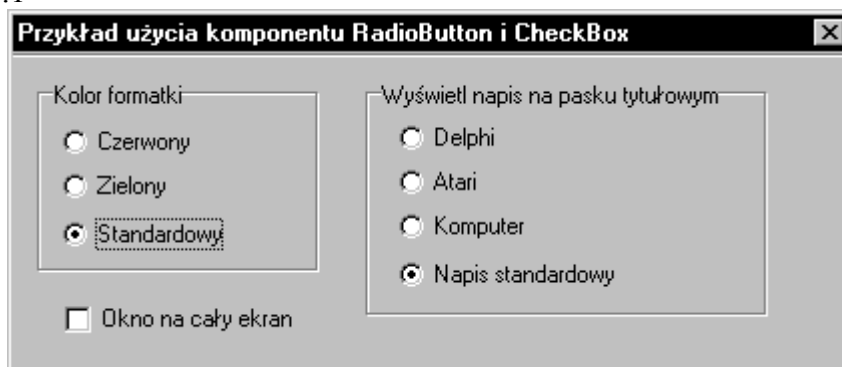 Przykład użycia komponentu RadioButton i CheckBox
Kolor formatki
Czerwony
Zielony
Standardowy
Okno na cały ekran
Wyświetl napis na pasku tytułowym
Delphi
Atari
Komputer
Napis standardowy